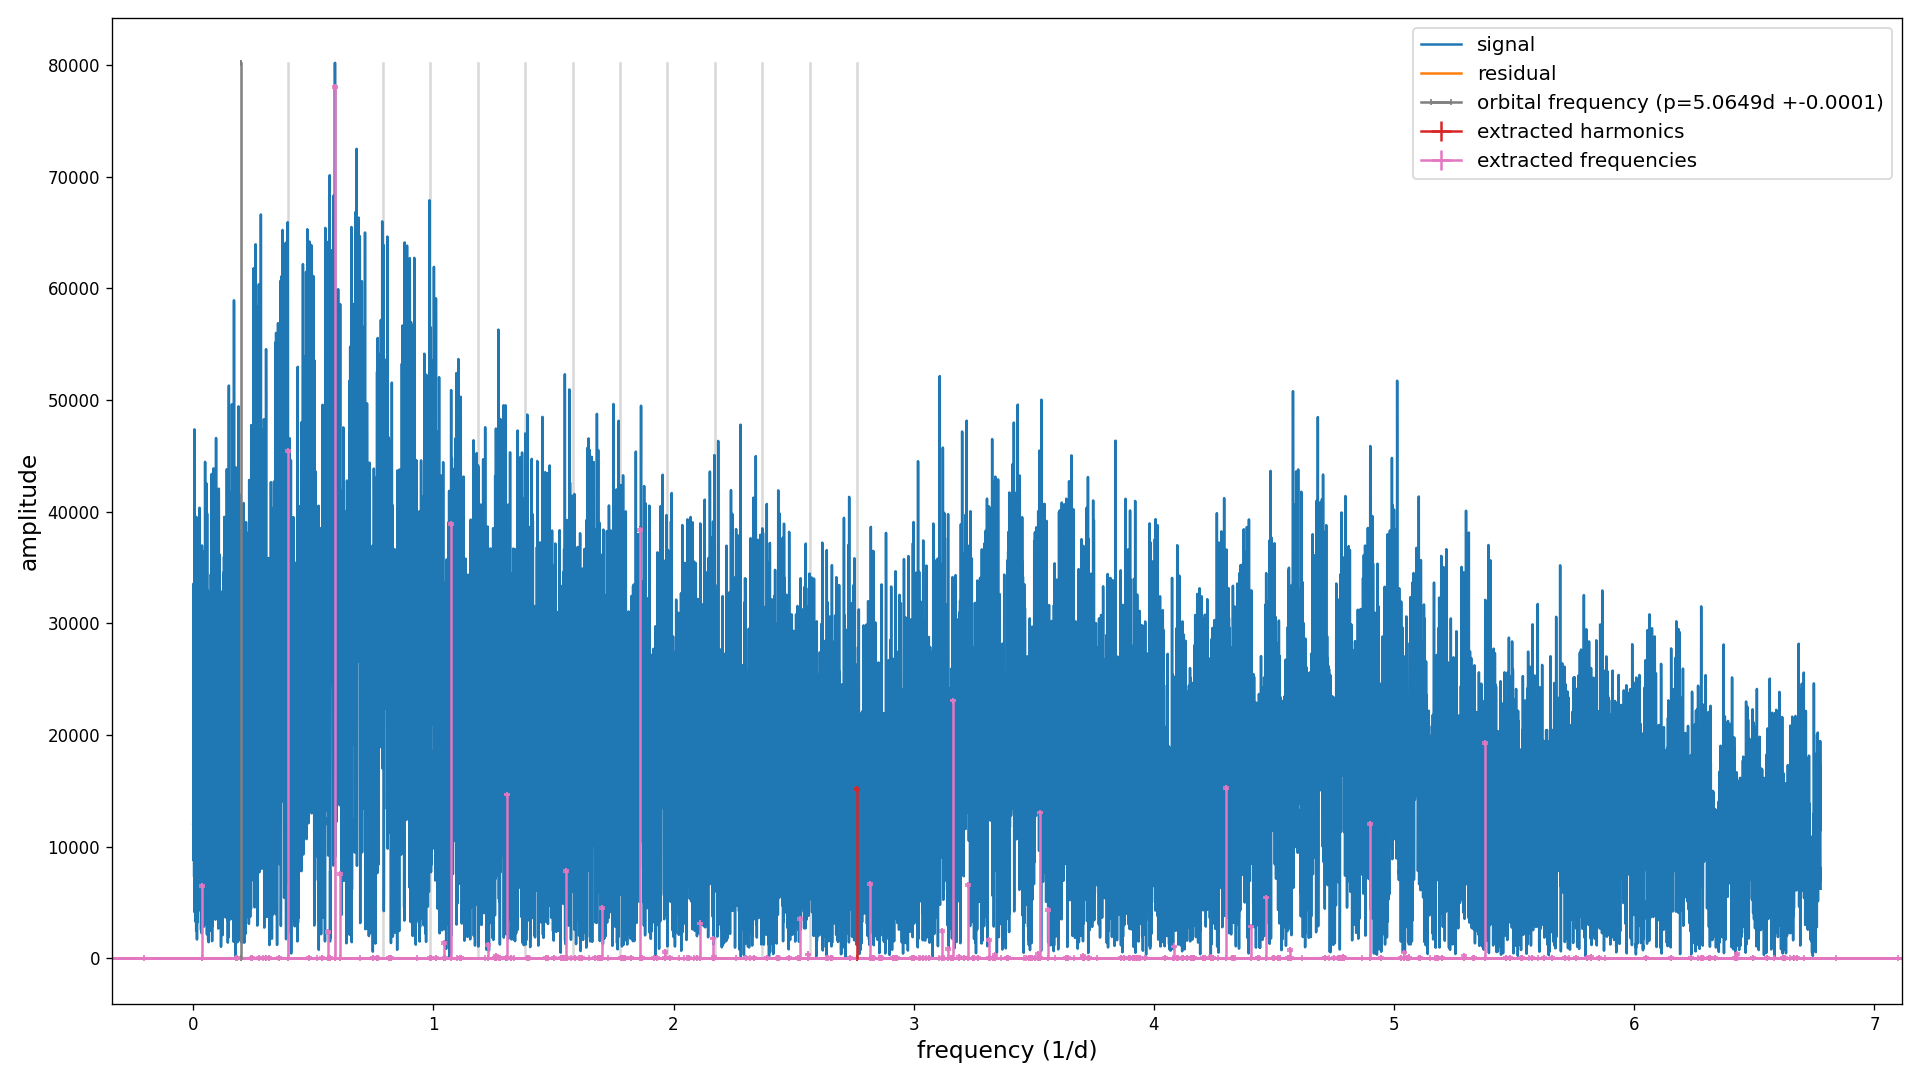 signal
residual
orbital frequency (p=5.0649d +-0.0001)
extracted harmonics
extracted frequencies
80000
70000
60000
50000
40000
30000
20000
10000
0
amplitude
0 1 2 3 4 5 6 7
frequency (1/d)